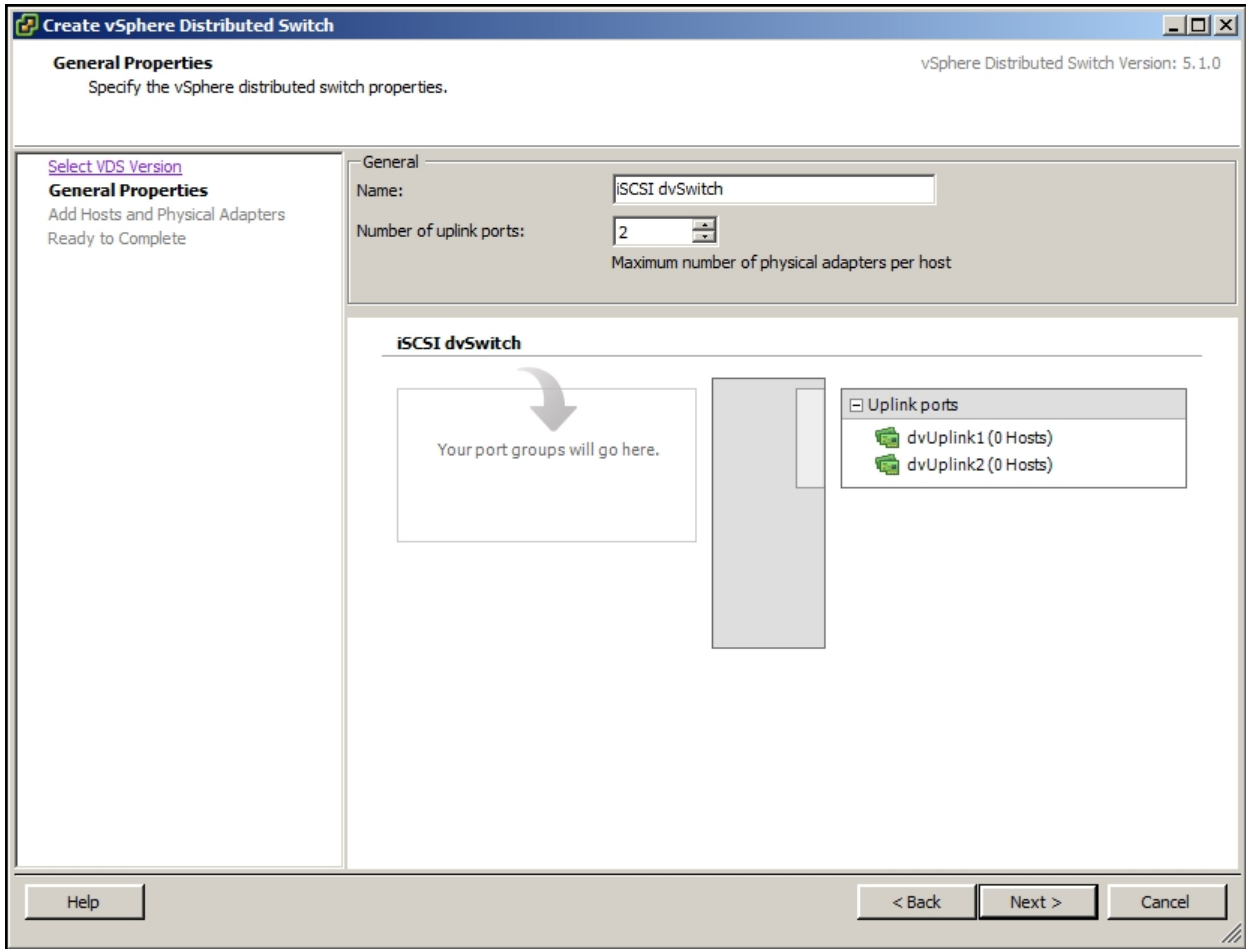 Create vSphere Distributed Switch
General Properties
vSphere Distributed Switch Version: 5.1.0
Specify the vSphere distributed switch properties.
Select VDS Version
General Properties
Add Hosts and Physical Adapters
Ready to Complete
General
Name:
iSCSI dvSwitch
Number of uplink ports:
2
Maximum number of physical adapters per host
iSCSI dvSwitch
Your port groups will go here.
Uplink ports
dvUplink1 (0 Hosts)
dvUplink2 (0 Hosts)
Help
< Back
Next >
Cancel